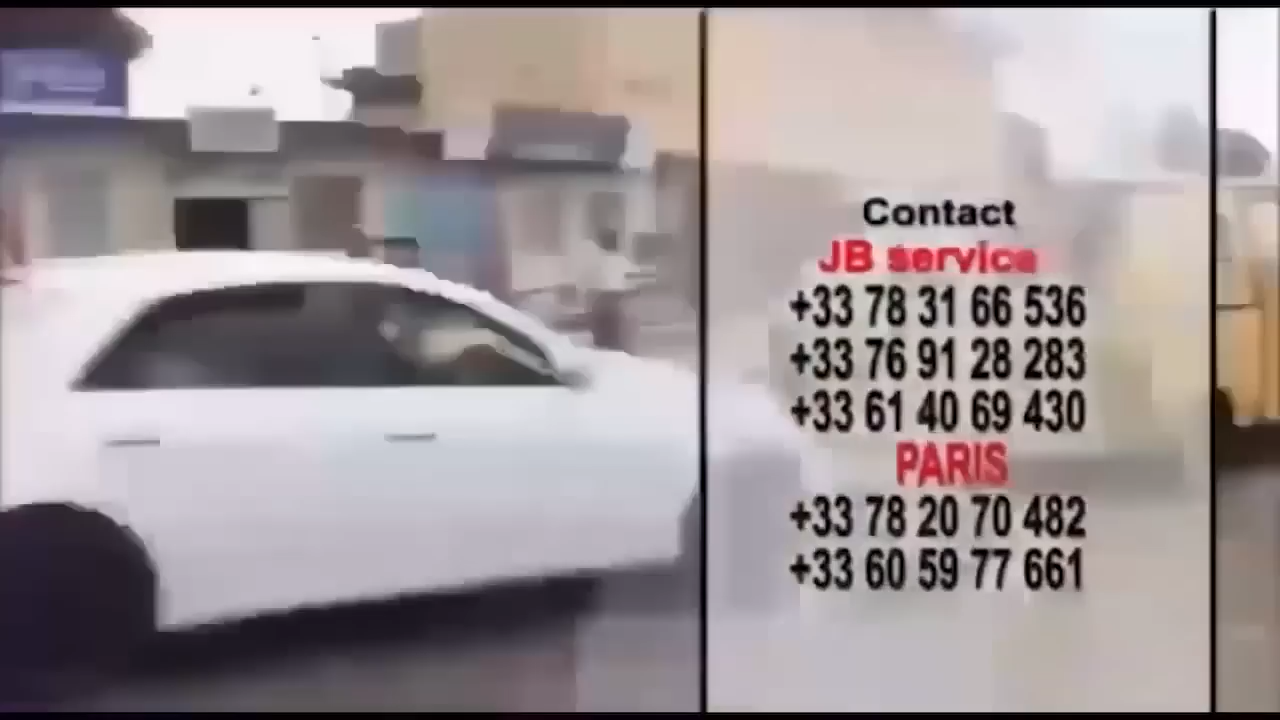 Contact
JB service
+33 78 31 66 536
+33 76 91 28 283
+33 61 40 69 430
PARIS
+33 78 20 70 482
+33 60 59 77 661